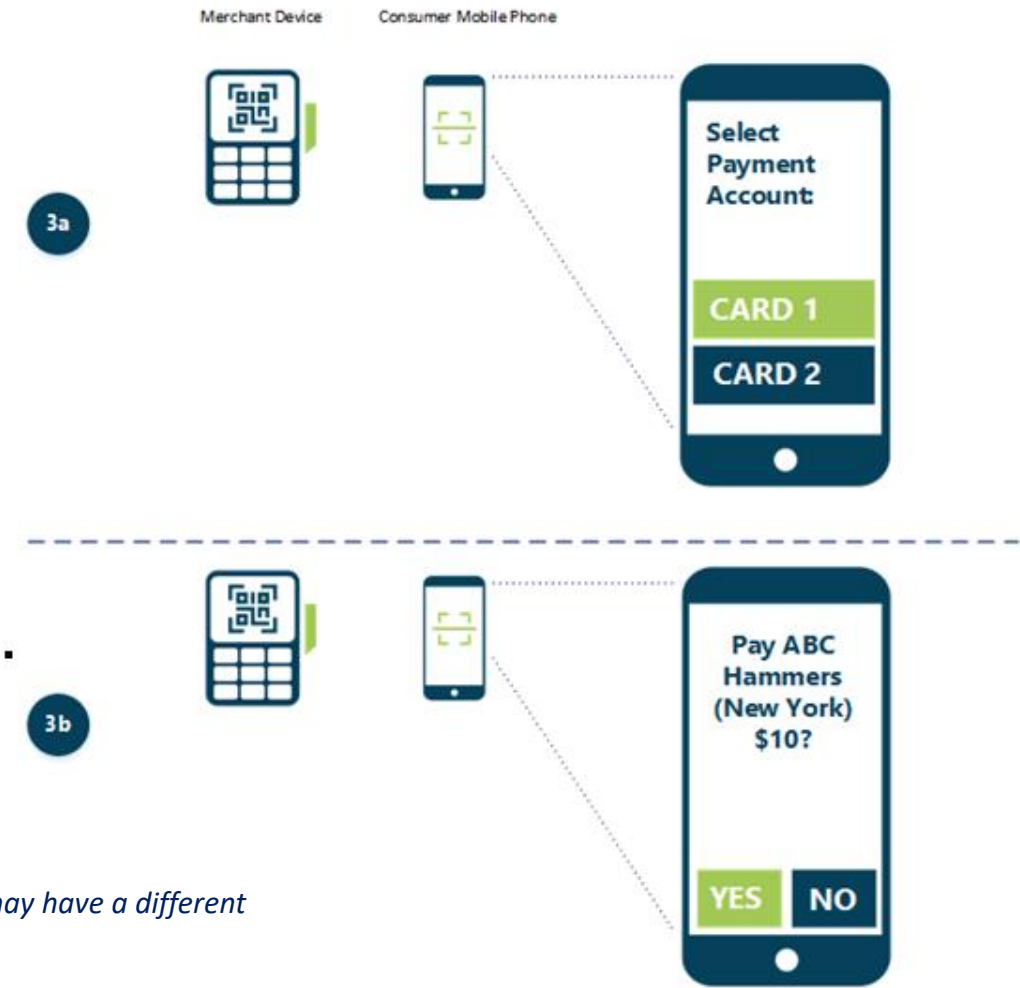 Merchant Device
Consumer Mobile Phone
3a
Select
Payment
Account:
CARD 1
CARD 2
.
3b
Pay ABC
Hammers
(New York)
$10?
YES
NO
may have a different